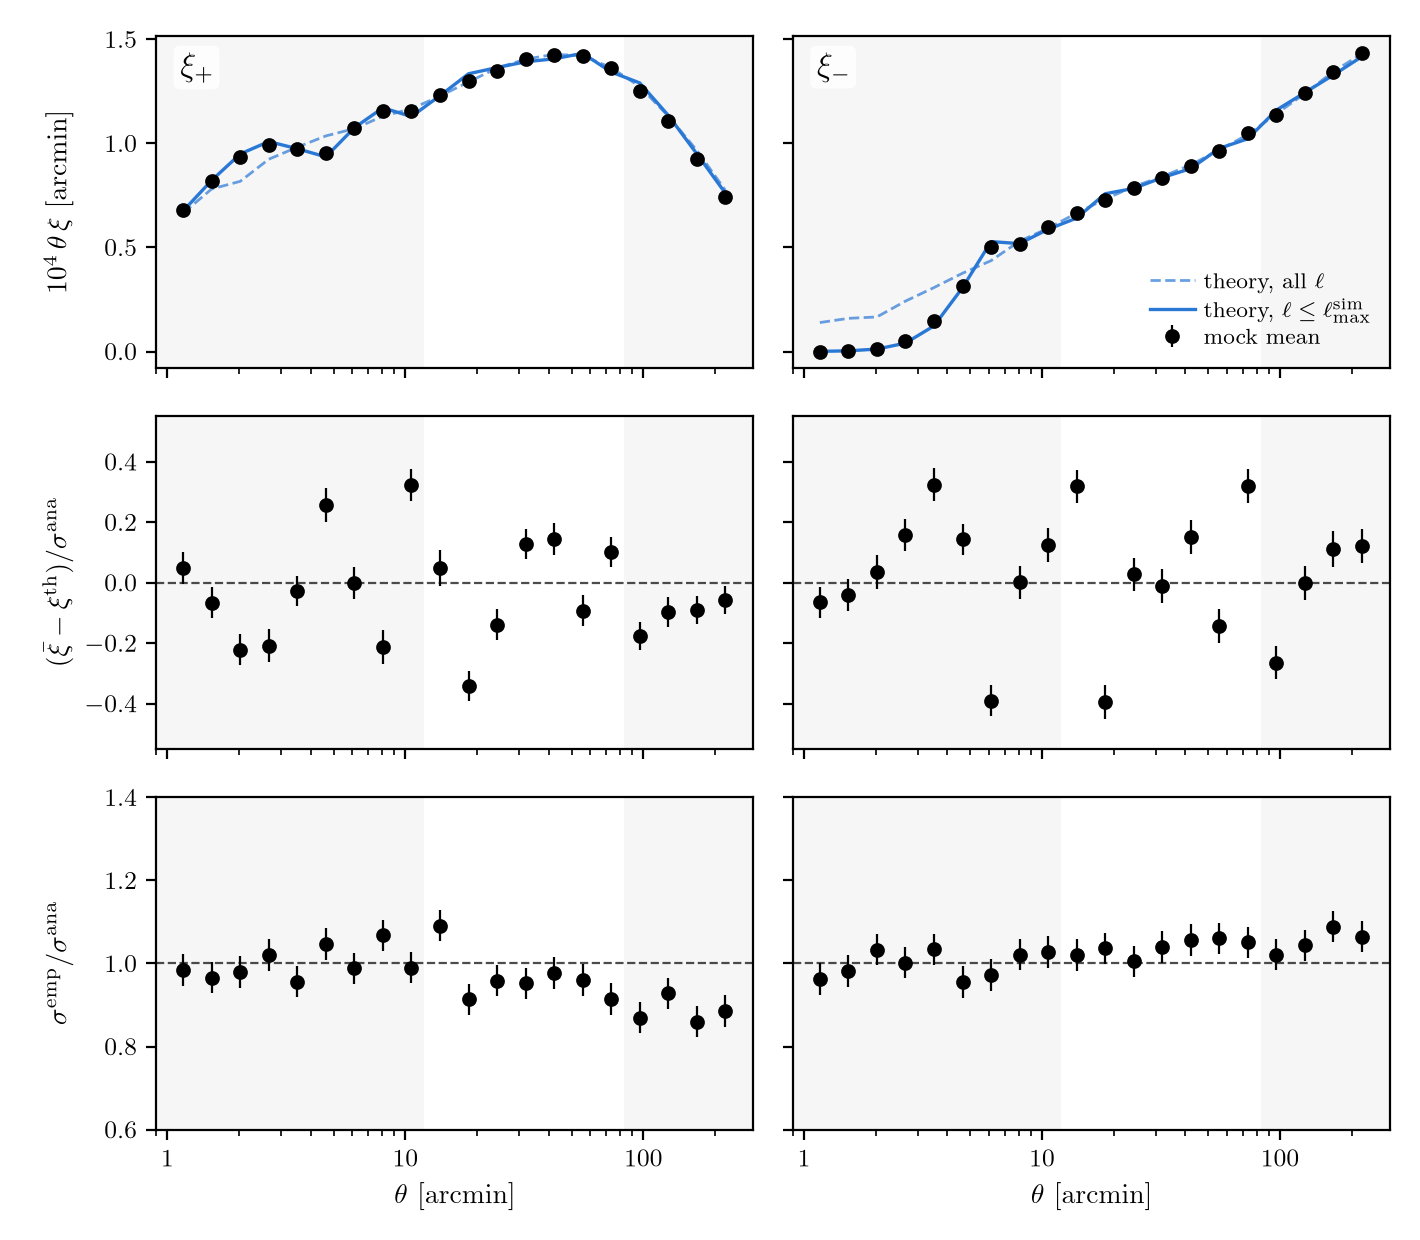 ξ₊
ξ₋
10⁴ θ ξ [arcmin]
1.5
1.0
0.5
0.0
theory, all ℓ
theory, ℓ ≤ ℓ_max^sim
mock mean
(ξ̄ − ξ^th)/σ^ana
0.4
0.2
0.0
−0.2
−0.4
σ^emp/σ^ana
1.4
1.2
1.0
0.8
0.6
1 10 100
1 10 100
θ [arcmin]
θ [arcmin]